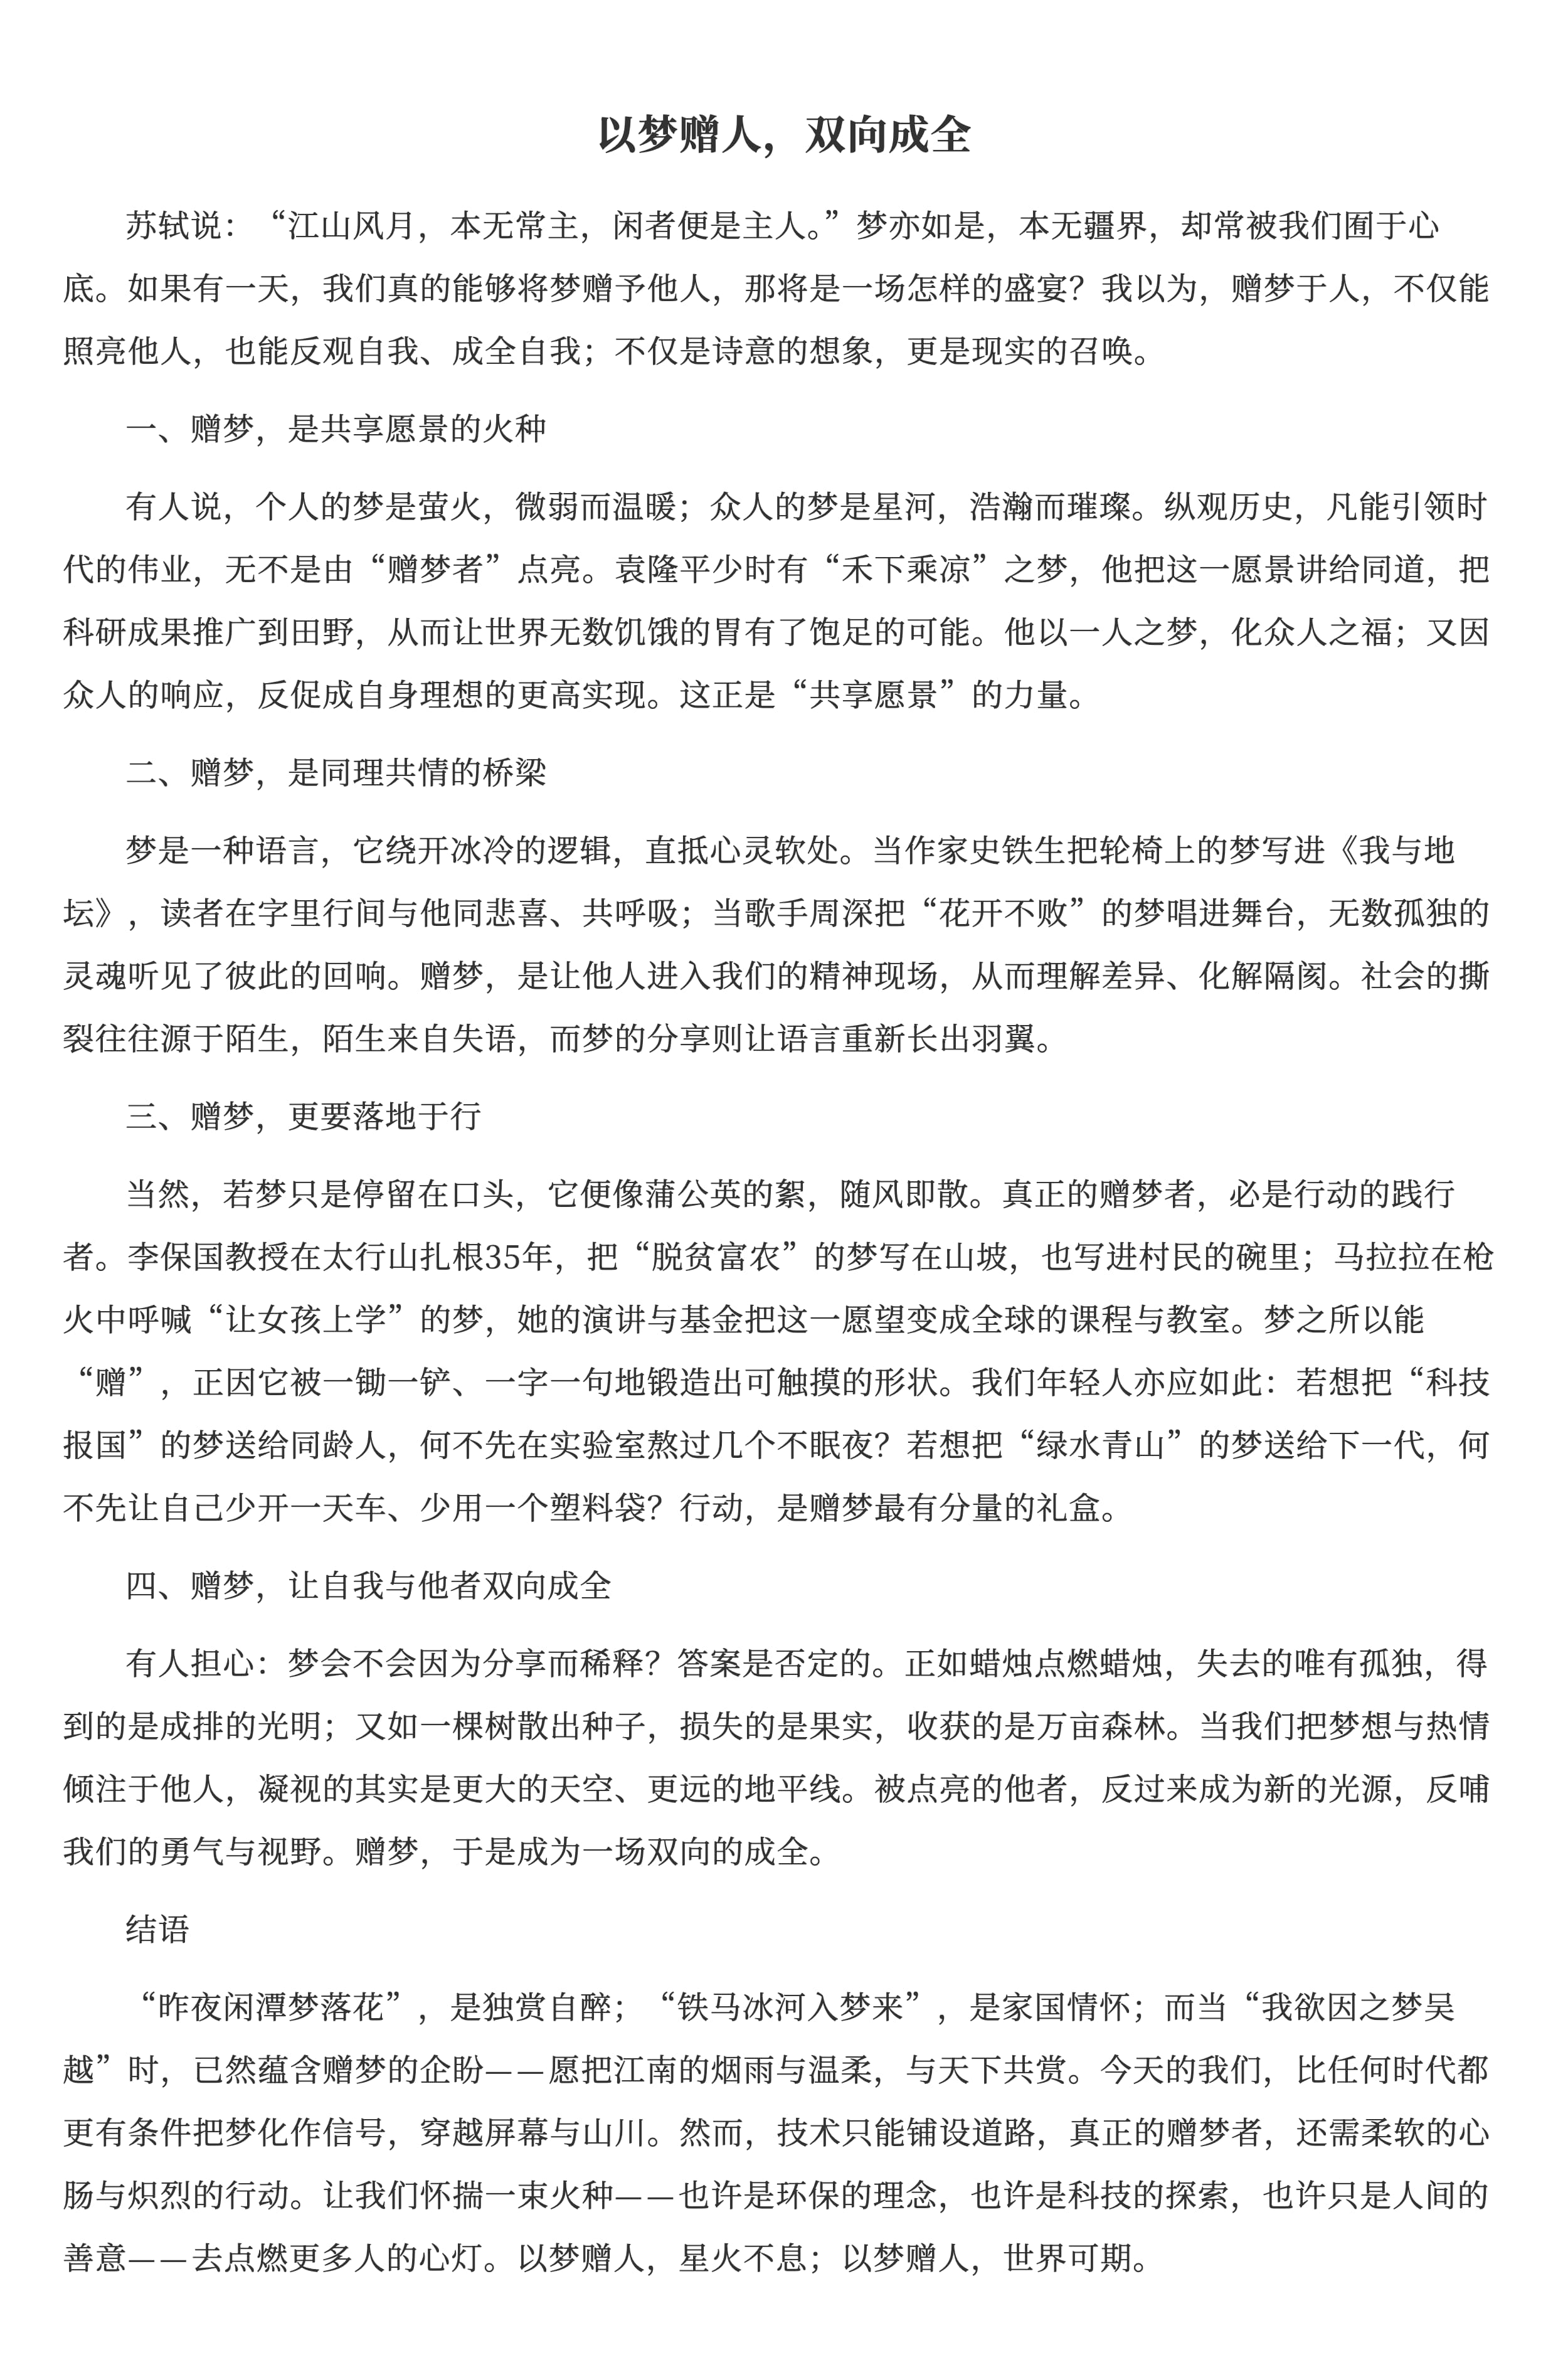 以梦赠人，双向成全
苏轼说：“江山风月，本无常主，闲者便是主人。”梦亦如是，本无疆界，却常被我们囿于心
底。如果有一天，我们真的能够将梦赠予他人，那将是一场怎样的盛宴？我以为，赠梦于人，不仅能
照亮他人，也能反观自我、成全自我；不仅是诗意的想象，更是现实的召唤。
一、赠梦，是共享愿景的火种
有人说，个人的梦是萤火，微弱而温暖；众人的梦是星河，浩瀚而璀璨。纵观历史，凡能引领时
代的伟业，无不是由“赠梦者”点亮。袁隆平少时有“禾下乘凉”之梦，他把这一愿景讲给同道，把
科研成果推广到田野，从而让世界无数饥饿的胃有了饱足的可能。他以一人之梦，化众人之福；又因
众人的响应，反促成自身理想的更高实现。这正是“共享愿景”的力量。
二、赠梦，是同理共情的桥梁
梦是一种语言，它绕开冰冷的逻辑，直抵心灵软处。当作家史铁生把轮椅上的梦写进《我与地
坛》，读者在字里行间与他同悲喜、共呼吸；当歌手周深把“花开不败”的梦唱进舞台，无数孤独的
灵魂听见了彼此的回响。赠梦，是让他人进入我们的精神现场，从而理解差异、化解隔阂。社会的撕
裂往往源于陌生，陌生来自失语，而梦的分享则让语言重新长出羽翼。
三、赠梦，更要落地于行
当然，若梦只是停留在口头，它便像蒲公英的絮，随风即散。真正的赠梦者，必是行动的践行
者。李保国教授在太行山扎根35年，把“脱贫富农”的梦写在山坡，也写进村民的碗里；马拉拉在枪
火中呼喊“让女孩上学”的梦，她的演讲与基金把这一愿望变成全球的课程与教室。梦之所以能
“赠”，正因它被一锄一铲、一字一句地锻造出可触摸的形状。我们年轻人亦应如此：若想把“科技
报国”的梦送给同龄人，何不先在实验室熬过几个不眠夜？若想把“绿水青山”的梦送给下一代，何
不先让自己少开一天车、少用一个塑料袋？行动，是赠梦最有分量的礼盒。
四、赠梦，让自我与他者双向成全
有人担心：梦会不会因为分享而稀释？答案是否定的。正如蜡烛点燃蜡烛，失去的唯有孤独，得
到的是成排的光明；又如一棵树散出种子，损失的是果实，收获的是万亩森林。当我们把梦想与热情
倾注于他人，凝视的其实是更大的天空、更远的地平线。被点亮的他者，反过来成为新的光源，反哺
我们的勇气与视野。赠梦，于是成为一场双向的成全。
结语
“昨夜闲潭梦落花”，是独赏自醉；“铁马冰河入梦来”，是家国情怀；而当“我欲因之梦吴
越”时，已然蕴含赠梦的企盼——愿把江南的烟雨与温柔，与天下共赏。今天的我们，比任何时代都
更有条件把梦化作信号，穿越屏幕与山川。然而，技术只能铺设道路，真正的赠梦者，还需柔软的心
肠与炽烈的行动。让我们怀揣一束火种——也许是环保的理念，也许是科技的探索，也许只是人间的
善意——去点燃更多人的心灯。以梦赠人，星火不息；以梦赠人，世界可期。